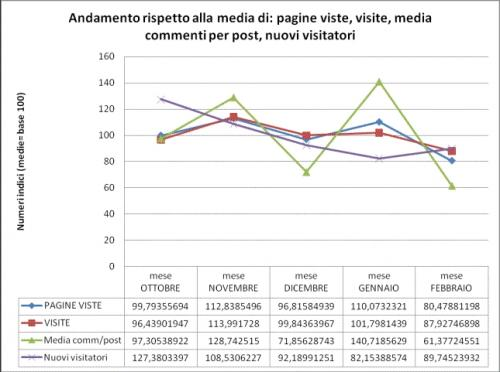 Andamento rispetto alla media di: pagine viste, visite, media
commenti per post, nuovi visitatori
Numeri indici (medie=base 100)
160
140
120
100
80
60
40
20
0
mese OTTOBRE mese NOVEMBRE mese DICEMBRE mese GENNAIO mese FEBBRAIO
PAGINE VISTE 99,79355694 112,8385496 96,81584939 110,0732321 80,47881198
VISITE 96,43901947 113,991728 99,84363967 101,7981439 87,92746898
Media comm/post 97,30538922 128,742515 71,85628743 140,7185629 61,37724551
Nuovi visitatori 127,3803397 108,5306227 92,18991251 82,15388574 89,74523932